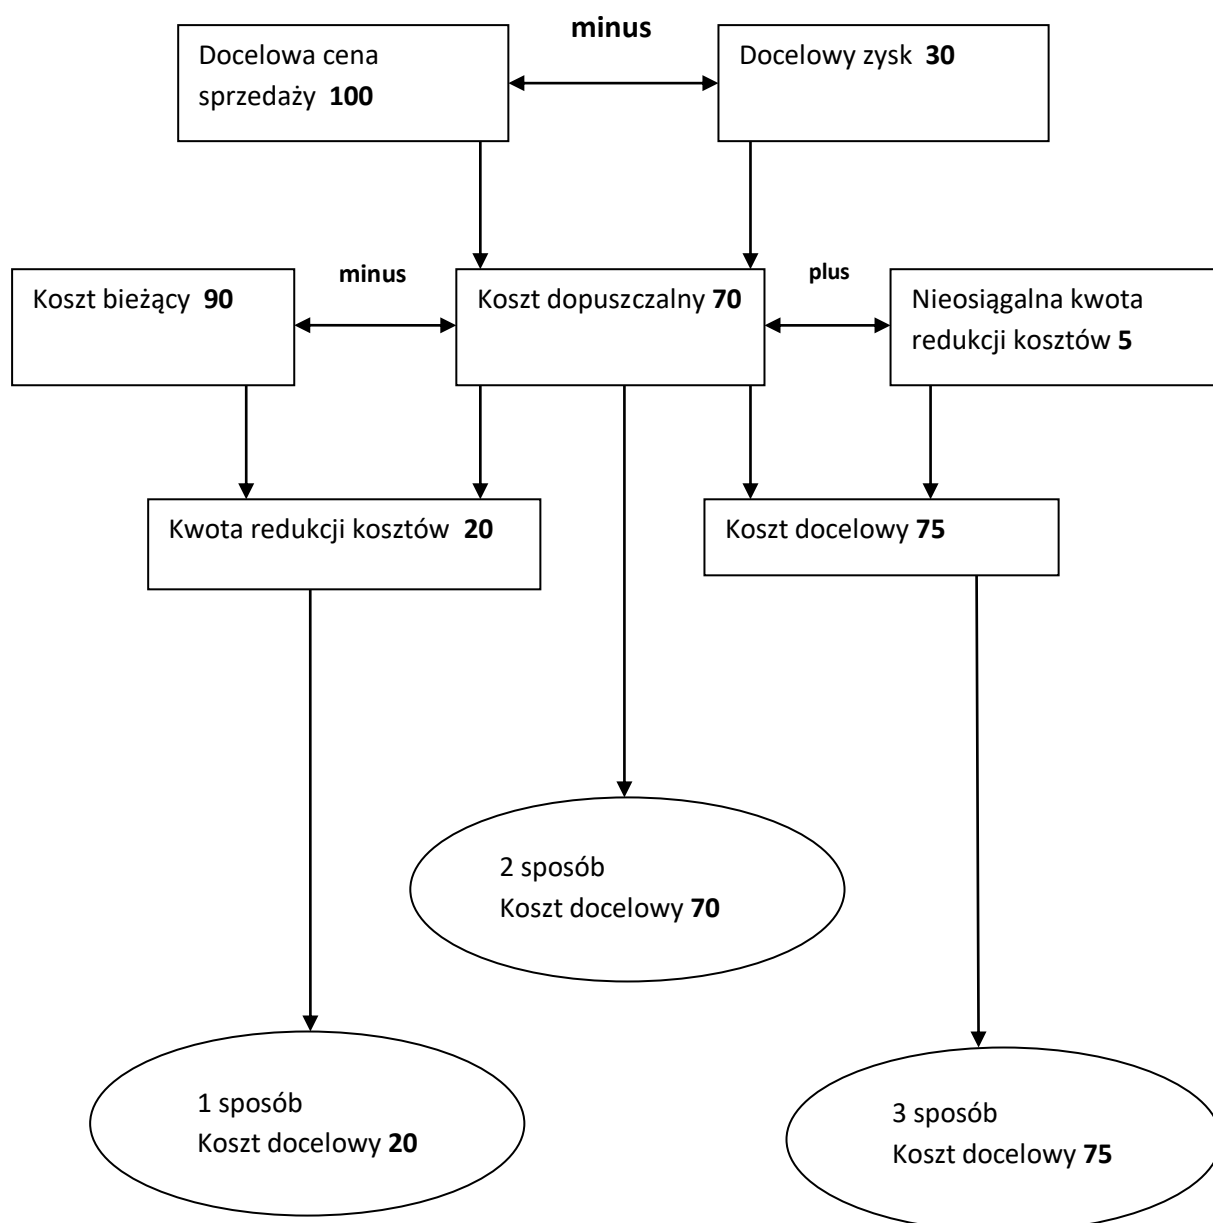 minus
Docelowa cena
sprzedaży 100
Docelowy zysk 30
minus
plus
Koszt bieżący 90
Koszt dopuszczalny 70
Nieosiągalna kwota
redukcji kosztów 5
Kwota redukcji kosztów 20
Koszt docelowy 75
2 sposób
Koszt docelowy 70
1 sposób
Koszt docelowy 20
3 sposób
Koszt docelowy 75